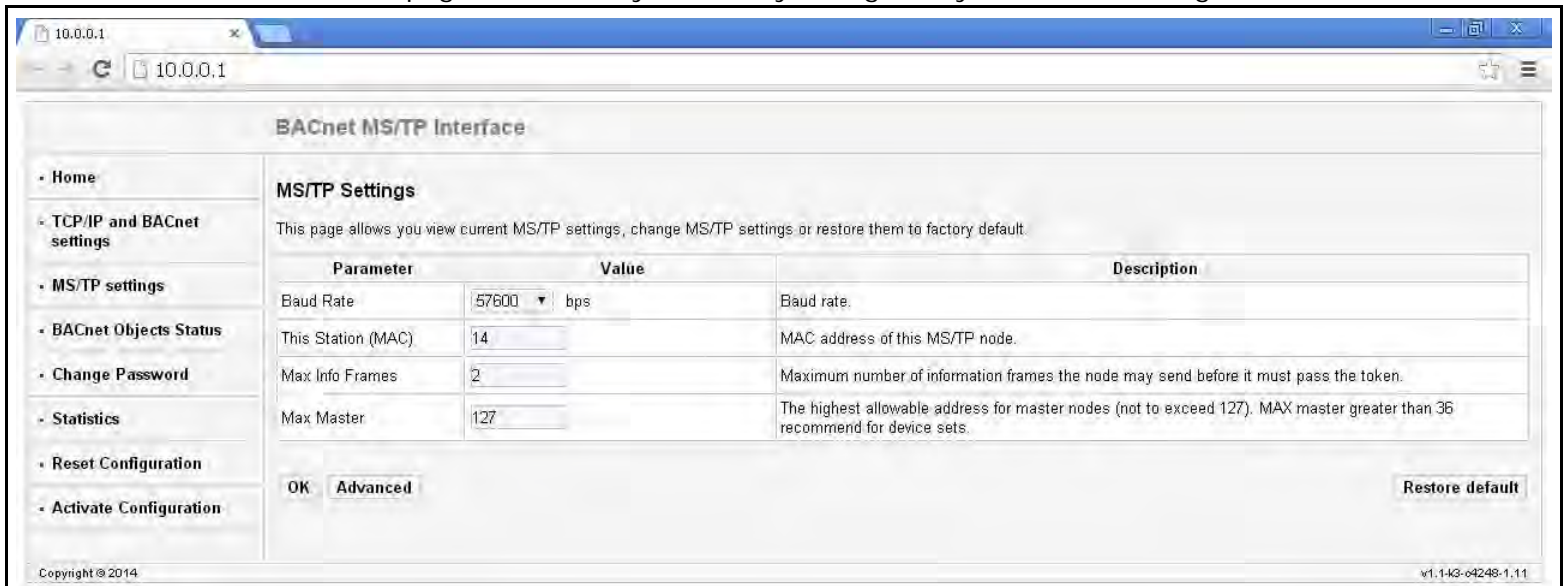 10.0.0.1
10.0.0.1
BACnet MS/TP Interface
Home
TCP/IP and BACnet
settings
MS/TP settings
BACnet Objects Status
Change Password
Statistics
Reset Configuration
Activate Configuration
MS/TP Settings
This page allows you view current MS/TP settings, change MS/TP settings or restore them to factory default.
Parameter Value Description
Baud Rate 57600 bps Baud rate.
This Station (MAC) 14 MAC address of this MS/TP node.
Max Info Frames 2 Maximum number of information frames the node may send before it must pass the token.
Max Master 127 The highest allowable address for master nodes (not to exceed 127). MAX master greater than 36
recommend for device sets.
OK Advanced Restore default
Copyright © 2014 v1.1-k3-o4248-1.11